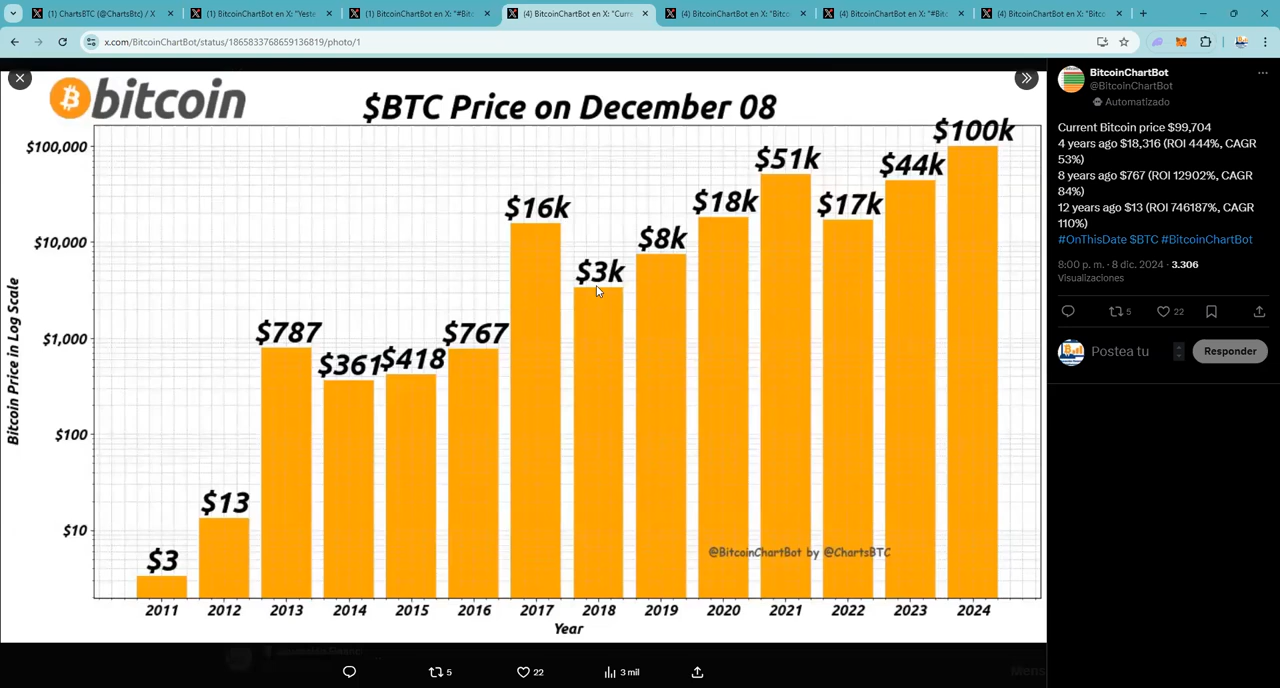 (1) ChartsBTC (@ChartsBtc) / X
(1) BitcoinChartBot en X: "Yeste
(1) BitcoinChartBot en X: "#Bitc
(4) BitcoinChartBot en X: "Curre
(4) BitcoinChartBot en X: "Bitco
(4) BitcoinChartBot en X: "#Bitc
(4) BitcoinChartBot en X: "Bitco
x.com/BitcoinChartBot/status/1865833768659136819/photo/1
bitcoin
$BTC Price on December 08
Bitcoin Price in Log Scale
$100,000
$10,000
$1,000
$100
$10
$3
$13
$787
$361
$418
$767
$16k
$3k
$8k
$18k
$51k
$17k
$44k
$100k
@BitcoinChartBot by @ChartsBTC
2011 2012 2013 2014 2015 2016 2017 2018 2019 2020 2021 2022 2023 2024
Year
5
22
3 mil
BitcoinChartBot
@BitcoinChartBot
Automatizado
Current Bitcoin price $99,704
4 years ago $18,316 (ROI 444%, CAGR
53%)
8 years ago $767 (ROI 12902%, CAGR
84%)
12 years ago $13 (ROI 746187%, CAGR
110%)
#OnThisDate $BTC #BitcoinChartBot
8:00 p. m. · 8 dic. 2024 · 3.306
Visualizaciones
5
22
Postea tu
Responder
Mens